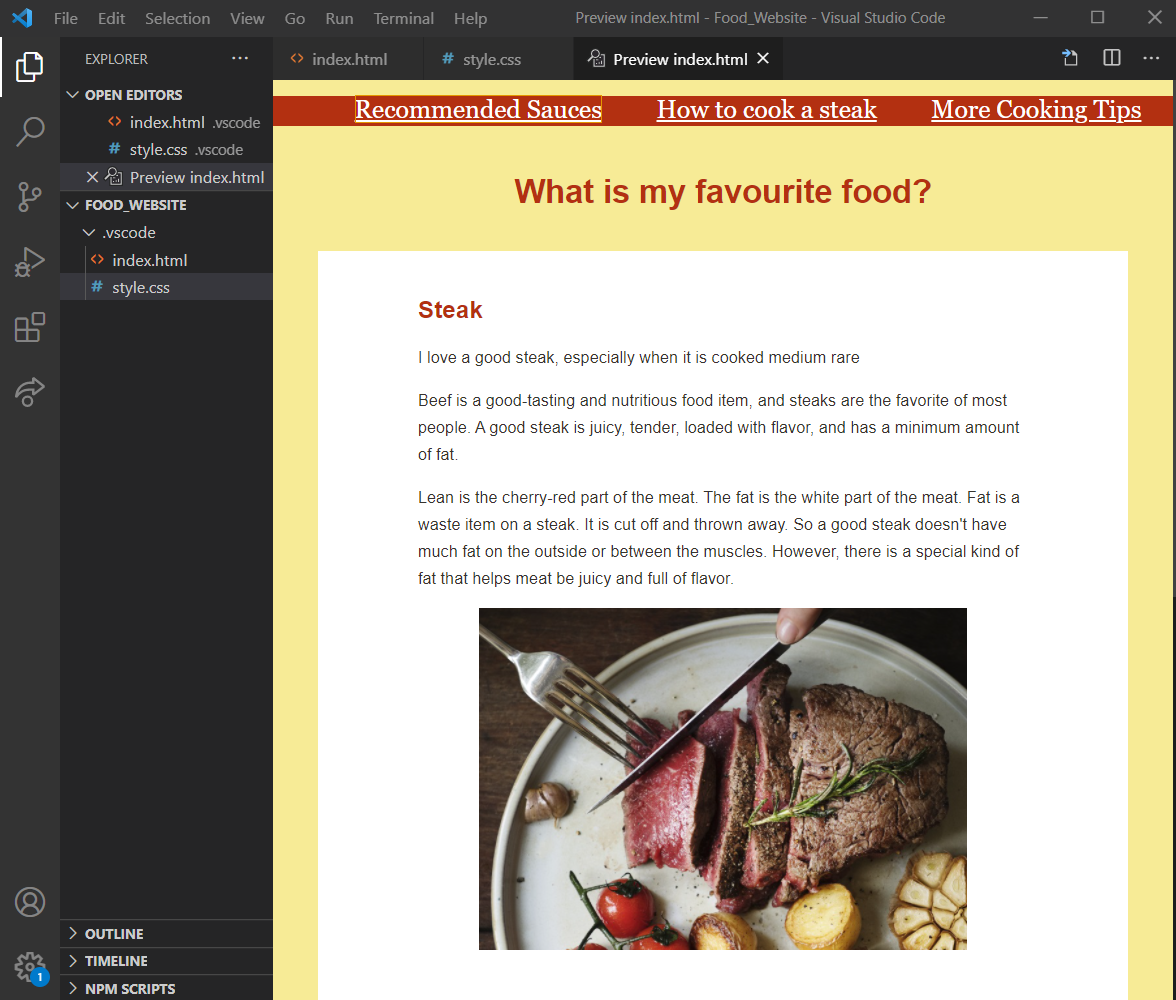 File Edit Selection View Go Run Terminal Help Preview index.html - Food_Website - Visual Studio Code
EXPLORER
OPEN EDITORS
index.html .vscode
style.css .vscode
Preview index.html
FOOD_WEBSITE
.vscode
index.html
style.css
OUTLINE
TIMELINE
NPM SCRIPTS
1
index.html style.css Preview index.html
Recommended Sauces How to cook a steak More Cooking Tips
What is my favourite food?
Steak
I love a good steak, especially when it is cooked medium rare
Beef is a good-tasting and nutritious food item, and steaks are the favorite of most
people. A good steak is juicy, tender, loaded with flavor, and has a minimum amount
of fat.
Lean is the cherry-red part of the meat. The fat is the white part of the meat. Fat is a
waste item on a steak. It is cut off and thrown away. So a good steak doesn't have
much fat on the outside or between the muscles. However, there is a special kind of
fat that helps meat be juicy and full of flavor.